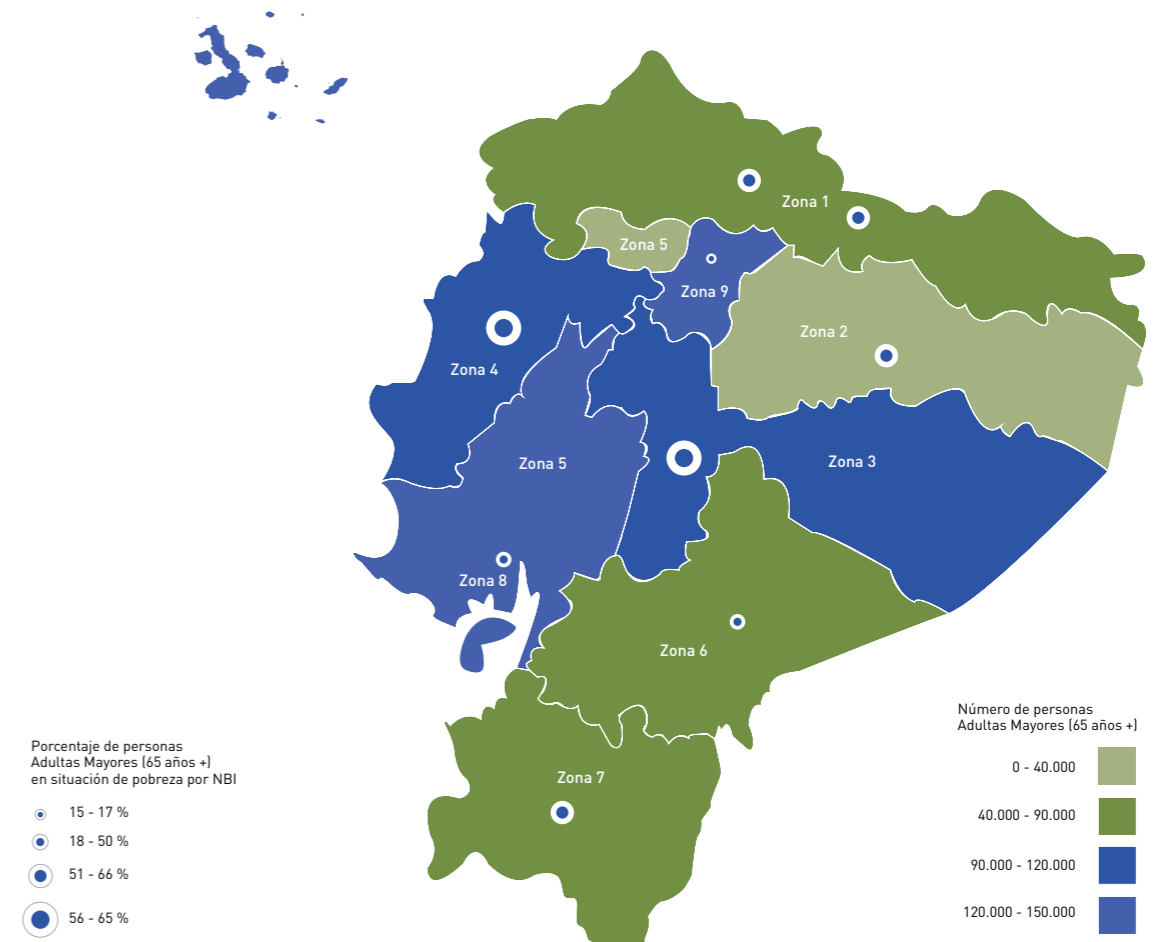 Zona 1
Zona 5
Zona 9
Zona 2
Zona 4
Zona 5
Zona 3
Zona 8
Zona 6
Zona 7
Porcentaje de personas
Adultas Mayores (65 años +)
en situación de pobreza por NBI
15 - 17 %
18 - 50 %
51 - 66 %
56 - 65 %
Número de personas
Adultas Mayores (65 años +)
0 - 40.000
40.000 - 90.000
90.000 - 120.000
120.000 - 150.000